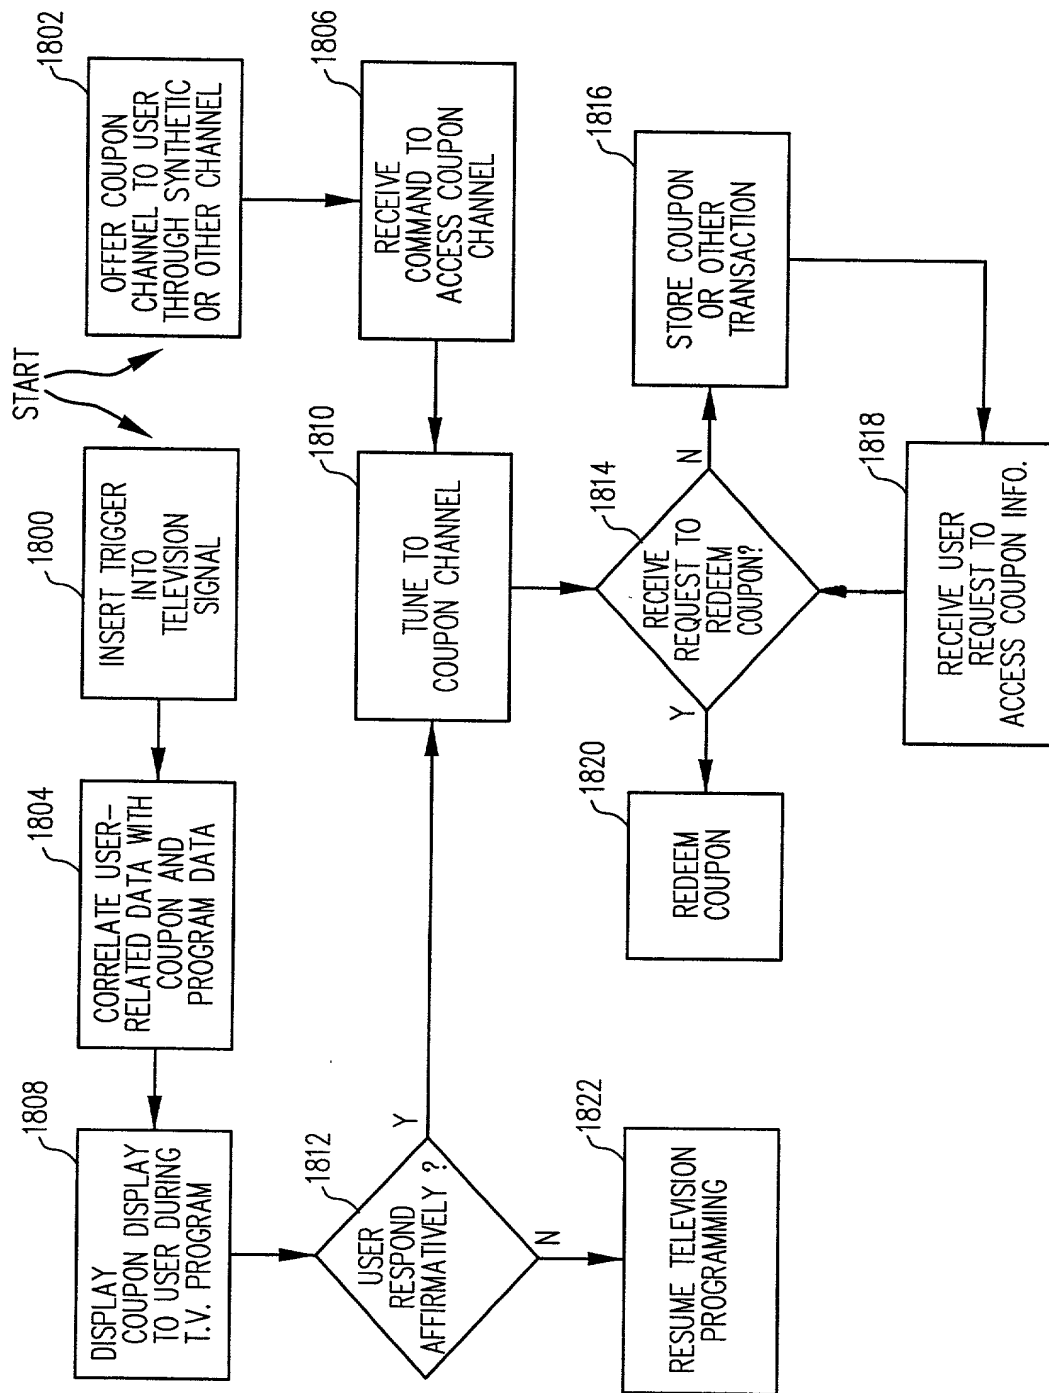 START
1800
INSERT TRIGGER
INTO
TELEVISION
SIGNAL
1802
OFFER COUPON
CHANNEL TO USER
THROUGH SYNTHETIC
OR OTHER CHANNEL
1804
CORRELATE USER-
RELATED DATA WITH
COUPON AND
PROGRAM DATA
1806
RECEIVE
COMMAND TO
ACCESS COUPON
CHANNEL
1808
DISPLAY
COUPON DISPLAY
TO USER DURING
T.V. PROGRAM
1810
TUNE TO
COUPON CHANNEL
1812
USER
RESPOND
AFFIRMATIVELY ?
Y
N
1814
RECEIVE
REQUEST TO
REDEEM
COUPON?
Y
N
1816
STORE COUPON
OR OTHER
TRANSACTION
1818
RECEIVE USER
REQUEST TO
ACCESS COUPON INFO.
1820
REDEEM
COUPON
1822
RESUME TELEVISION
PROGRAMMING